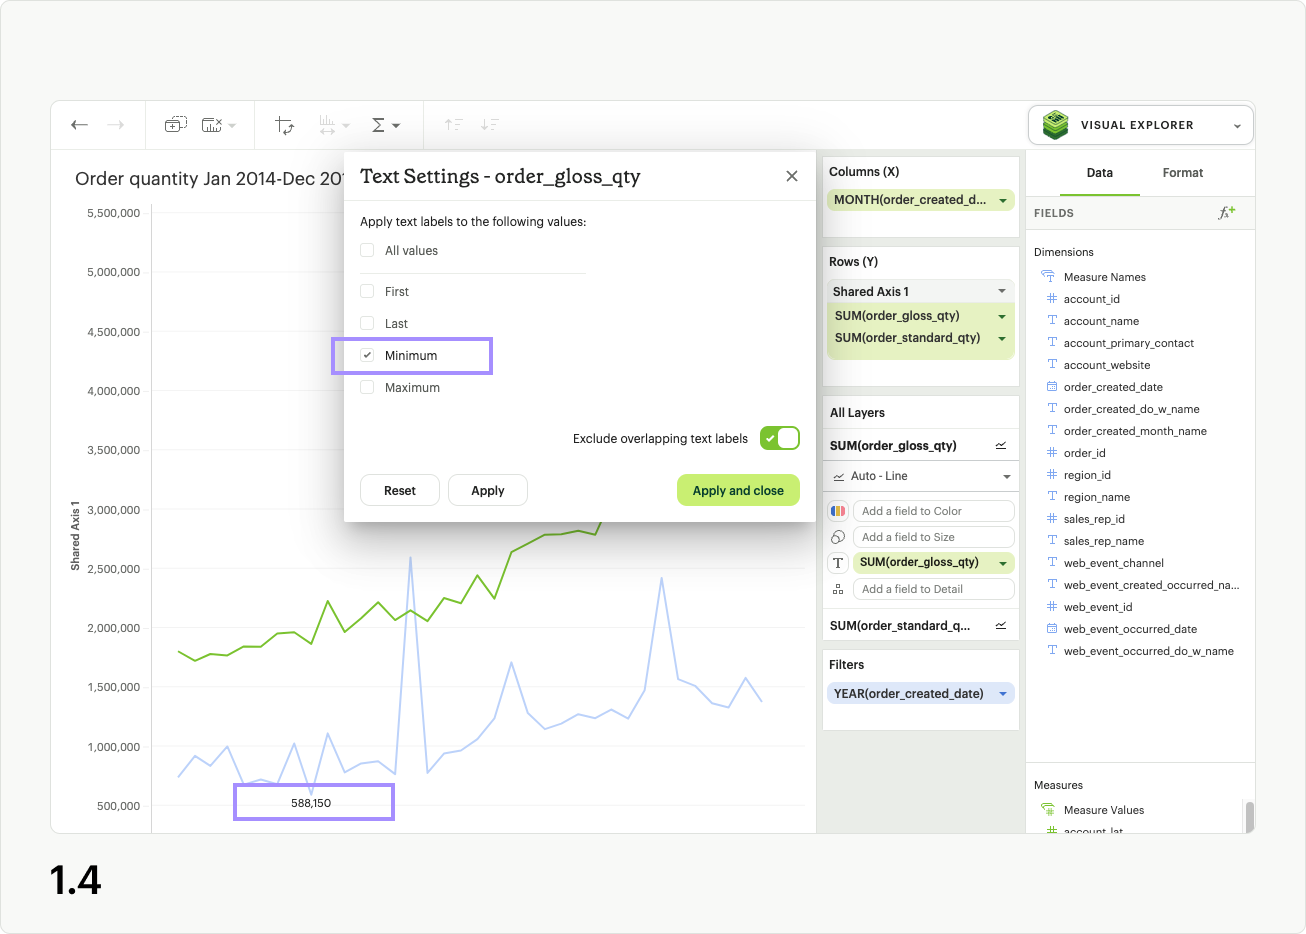 VISUAL EXPLORER
Order quantity Jan 2014-Dec 201
5,500,000
5,000,000
4,500,000
4,000,000
3,500,000
3,000,000
2,500,000
2,000,000
1,500,000
1,000,000
500,000
Shared Axis 1
588,150
Text Settings - order_gloss_qty
Apply text labels to the following values:
All values
First
Last
Minimum
Maximum
Exclude overlapping text labels
Reset
Apply
Apply and close
Columns (X)
MONTH(order_created_d...
Rows (Y)
Shared Axis 1
SUM(order_gloss_qty)
SUM(order_standard_qty)
All Layers
SUM(order_gloss_qty)
Auto - Line
Add a field to Color
Add a field to Size
T
SUM(order_gloss_qty)
Add a field to Detail
SUM(order_standard_q...
Filters
YEAR(order_created_date)
Data
Format
FIELDS
Dimensions
Measure Names
account_id
account_name
account_primary_contact
account_website
order_created_date
order_created_do_w_name
order_created_month_name
order_id
region_id
region_name
sales_rep_id
sales_rep_name
web_event_channel
web_event_created_occurred_na...
web_event_id
web_event_occurred_date
web_event_occurred_do_w_name
Measures
Measure Values
account_lat
1.4